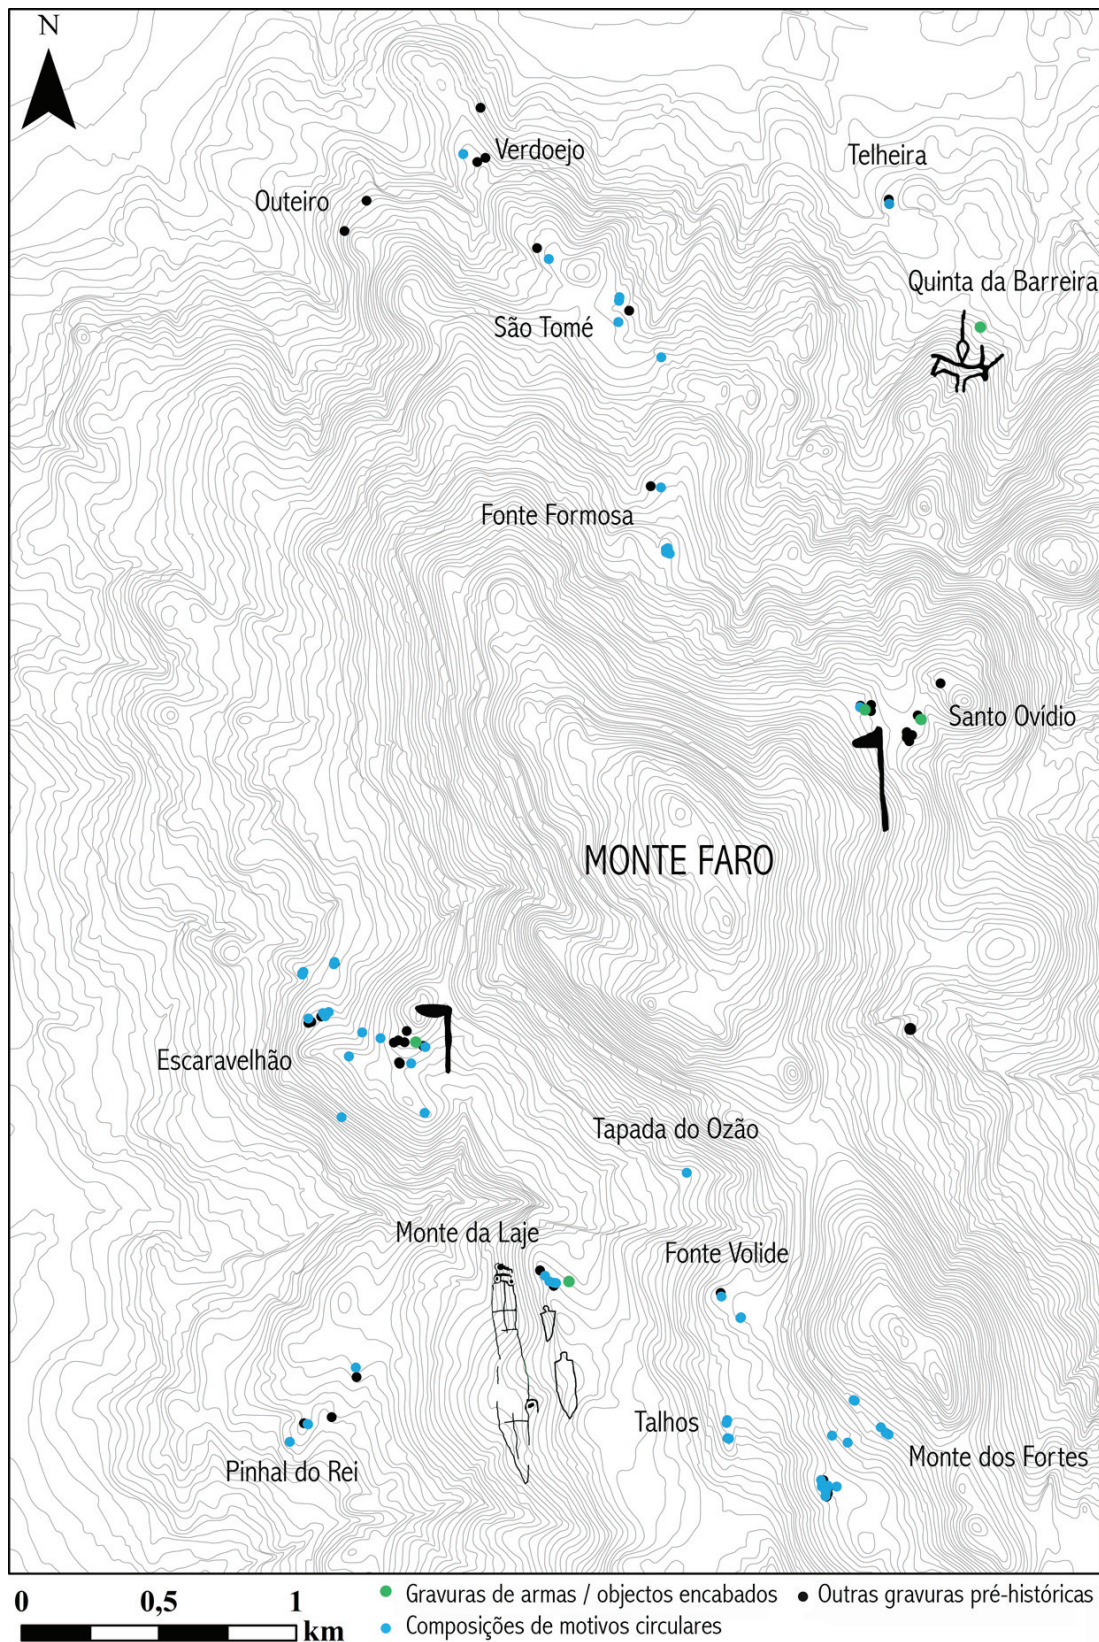 N
Verdoejo
Telheira
Outeiro
Quinta da Barreira
São Tomé
Fonte Formosa
Santo Ovídio
MONTE FARO
Escaravelhão
Tapada do Ozão
Monte da Laje
Fonte Volide
Talhos
Monte dos Fortes
Pinhal do Rei
0 0,5 1
km
Gravuras de armas / objectos encabados
Outras gravuras pré-históricas
Composições de motivos circulares